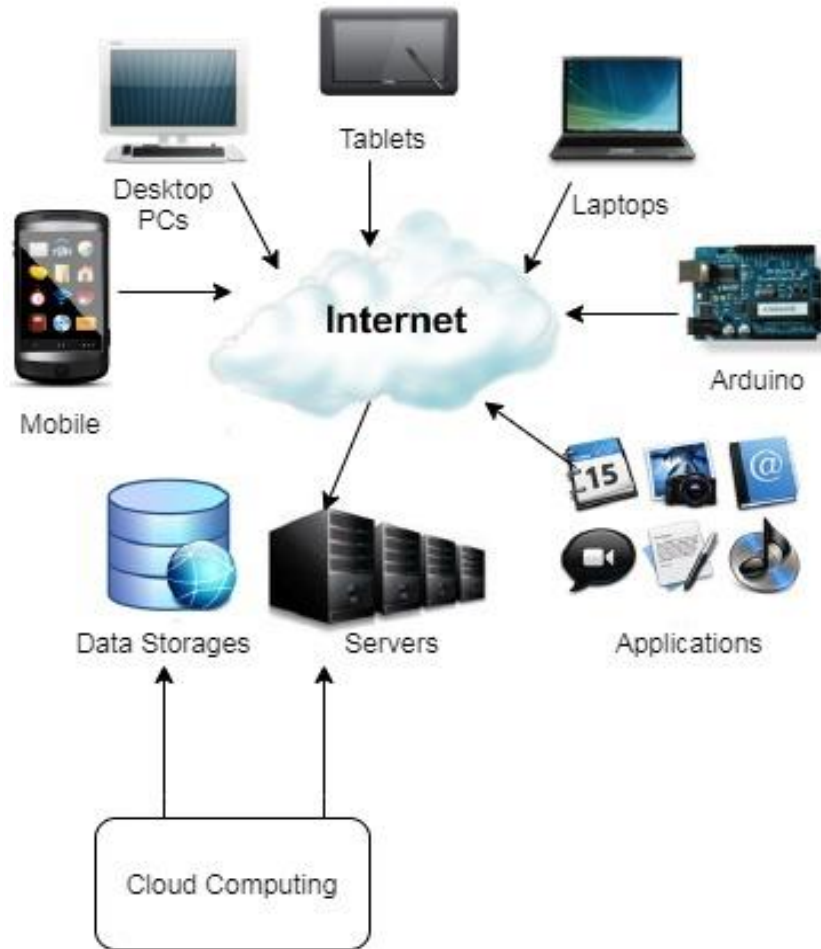 Tablets
Desktop
PCs
Laptops
Internet
Arduino
Mobile
15
@
Data Storages
Servers
Applications
Cloud Computing